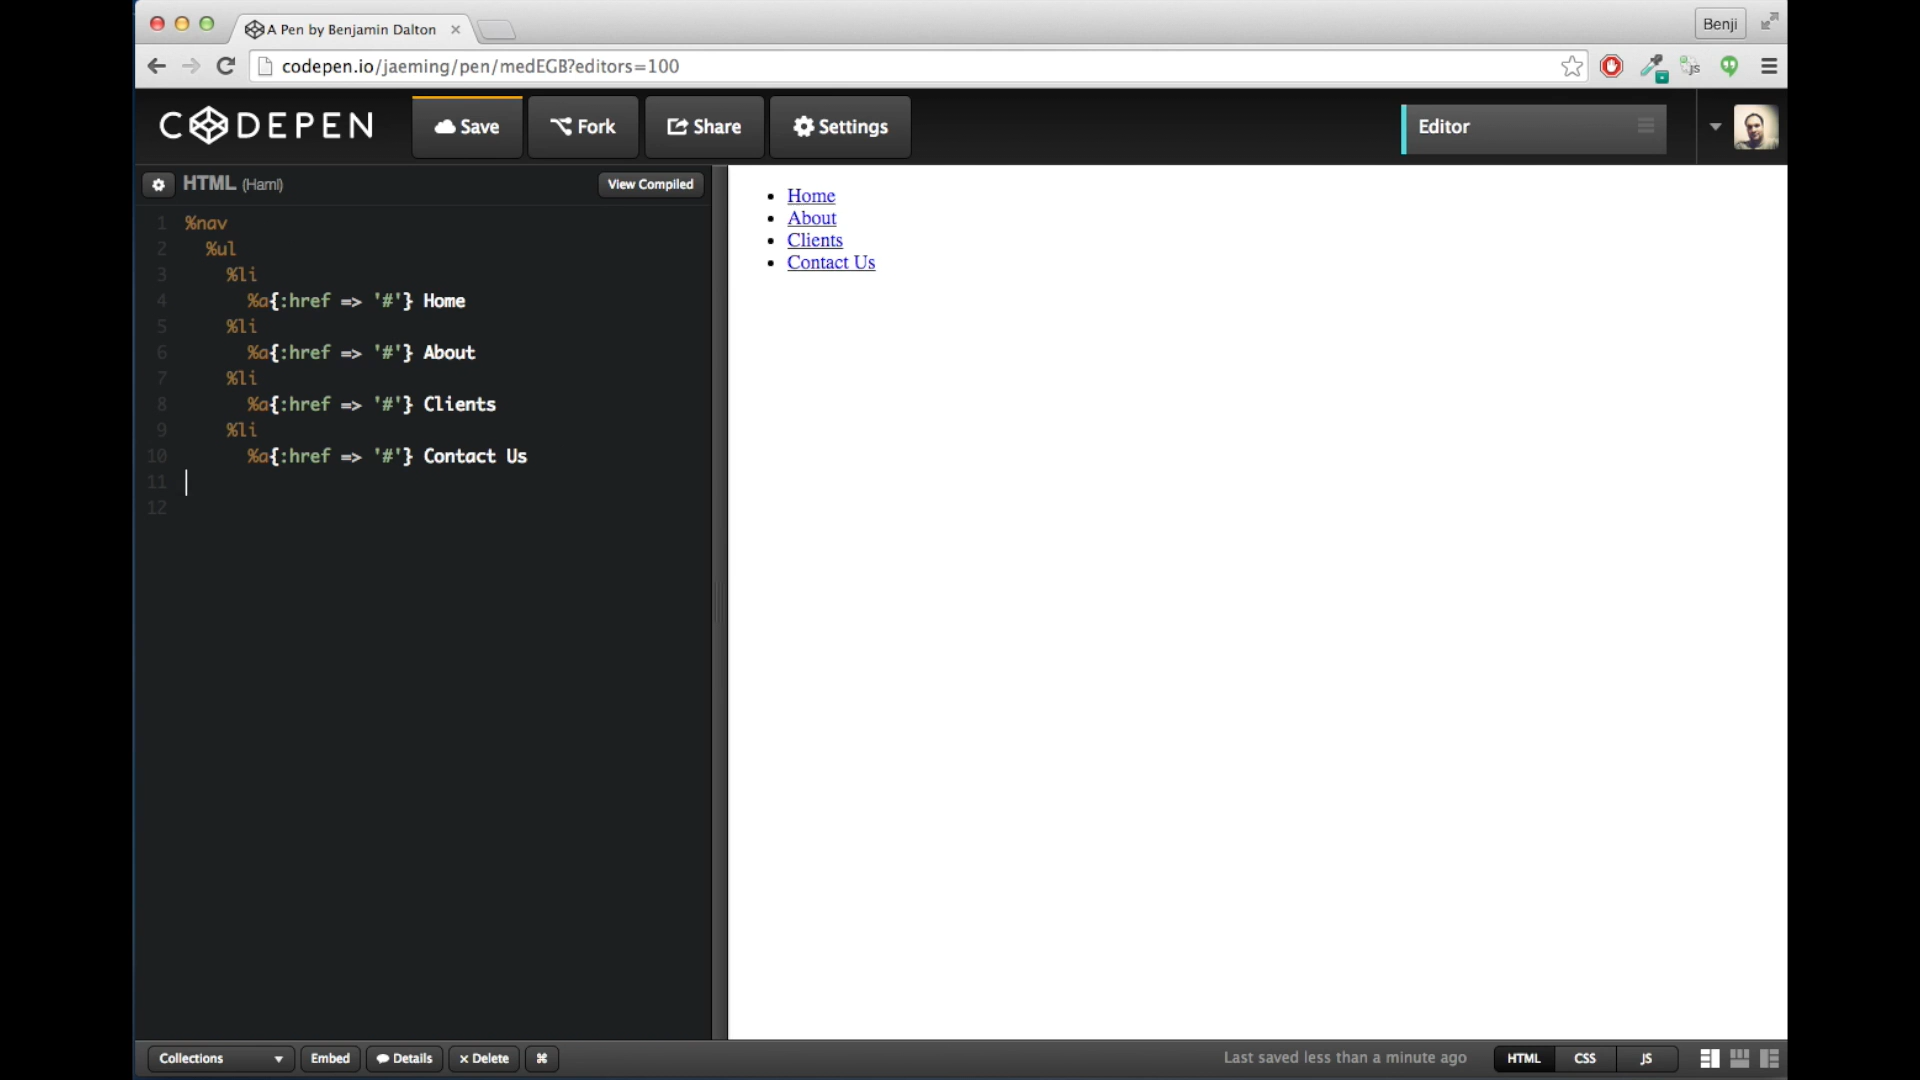 A Pen by Benjamin Dalton
Benji
codepen.io/jaeming/pen/medEGB?editors=100
js
CODEPEN
Save
Fork
Share
Settings
Editor
HTML (Haml)
View Compiled
1 %nav
2 %ul
3 %li
4 %a{:href => '#'} Home
5 %li
6 %a{:href => '#'} About
7 %li
8 %a{:href => '#'} Clients
9 %li
10 %a{:href => '#'} Contact Us
11
12
Home
About
Clients
Contact Us
Collections
Embed
Details
x Delete
⌘
Last saved less than a minute ago
HTML
CSS
JS